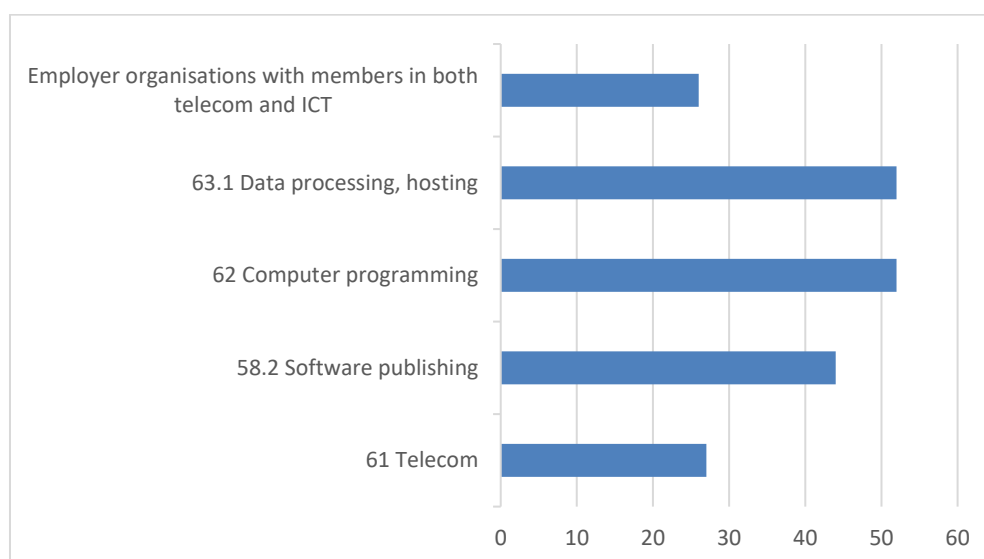 Employer organisations with members in both
telecom and ICT
63.1 Data processing, hosting
62 Computer programming
58.2 Software publishing
61 Telecom
0 10 20 30 40 50 60